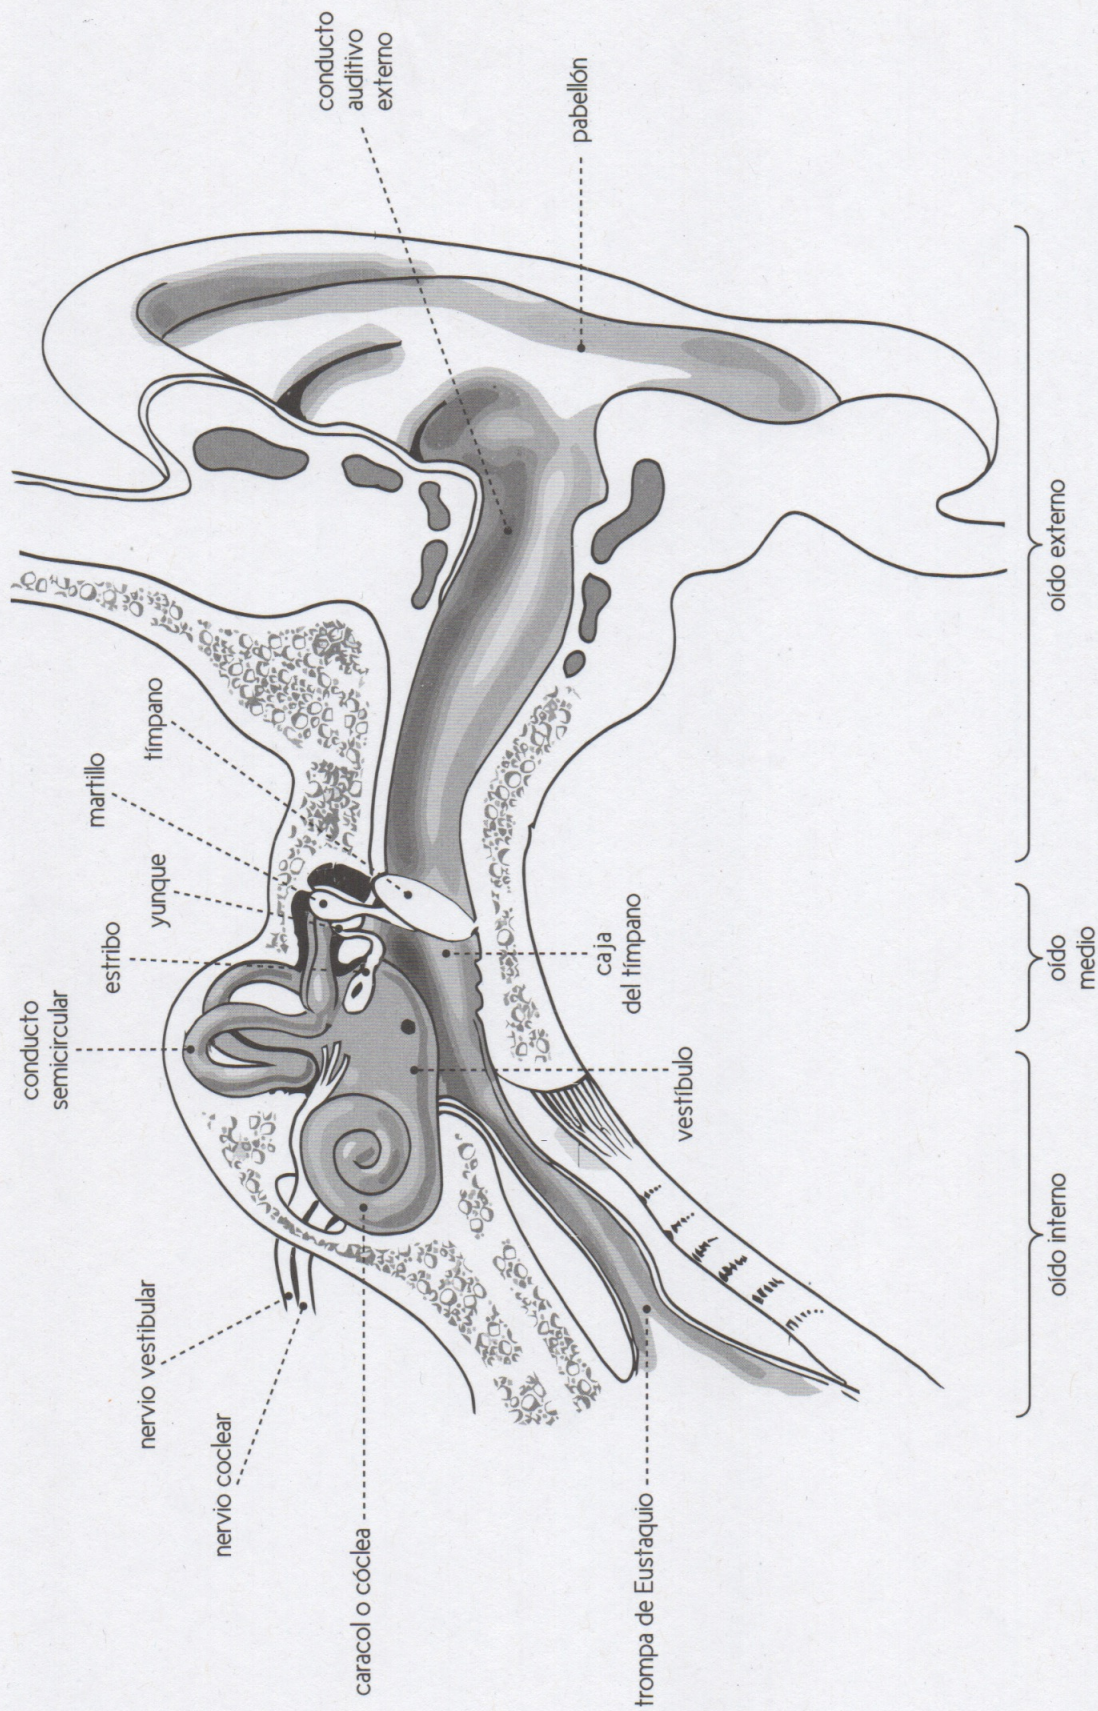 conducto
semicircular
estribo
yunque
martillo
tímpano
conducto
auditivo
externo
pabellón
nervio vestibular
nervio coclear
caracol o cóclea
trompa de Eustaquio
vestíbulo
caja
del tímpano
oído interno
oído
medio
oído externo